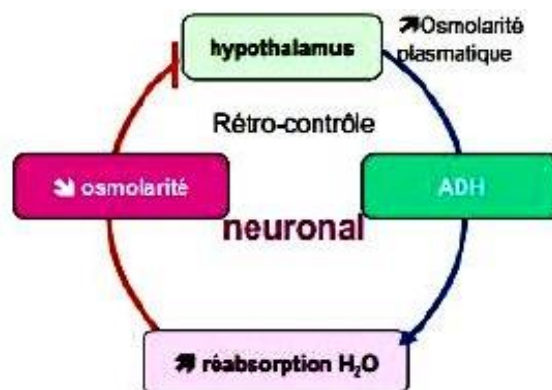 hypothalamus
↗Osmolarité
plasmatique
Rétro-contrôle
↘ osmolarité
ADH
neuronal
↗ réabsorption H₂O